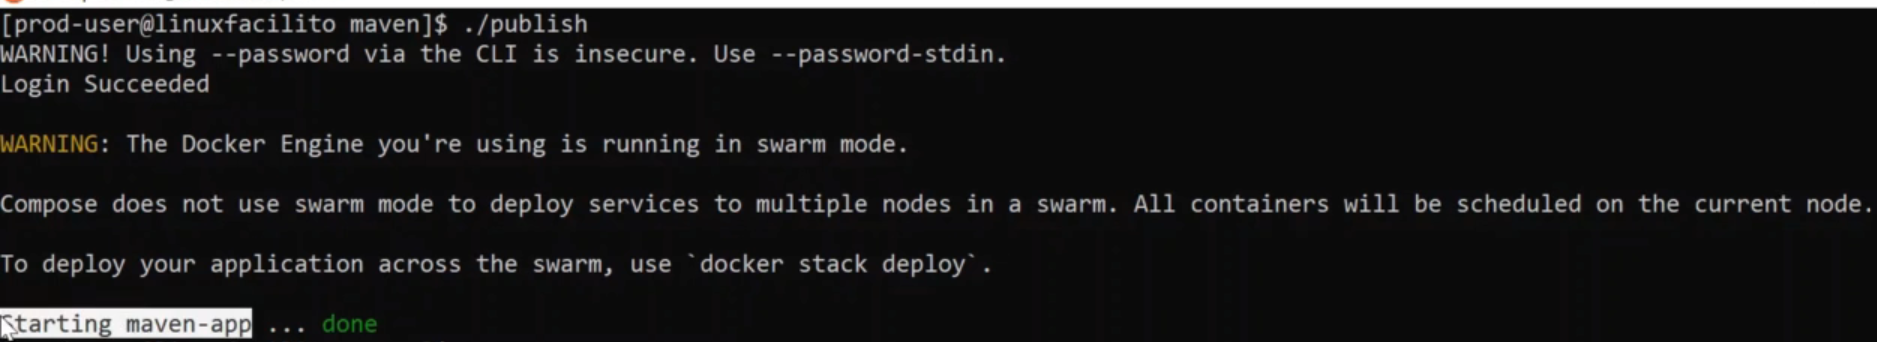 [prod-user@linuxfacilito maven]$ ./publish
WARNING! Using --password via the CLI is insecure. Use --password-stdin.
Login Succeeded
WARNING: The Docker Engine you're using is running in swarm mode.
Compose does not use swarm mode to deploy services to multiple nodes in a swarm. All containers will be scheduled on the current node.
To deploy your application across the swarm, use `docker stack deploy`.
Starting maven-app ... done